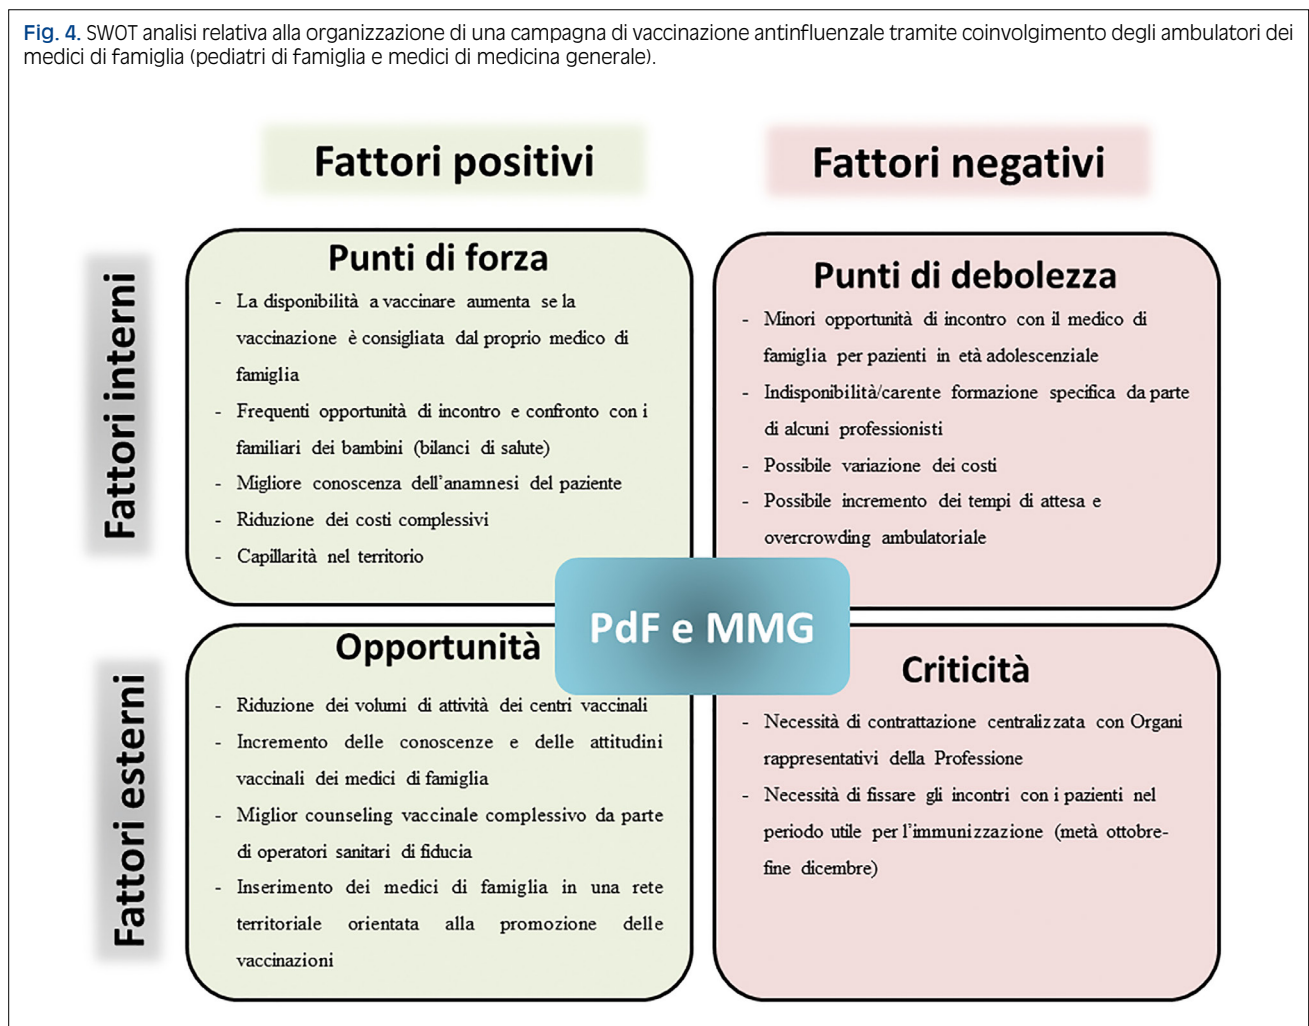 Fig. 4. SWOT analisi relativa alla organizzazione di una campagna di vaccinazione antinfluenzale tramite coinvolgimento degli ambulatori dei
medici di famiglia (pediatri di famiglia e medici di medicina generale).
Fattori positivi
Fattori negativi
Fattori interni
Punti di forza
- La disponibilità a vaccinare aumenta se la
vaccinazione è consigliata dal proprio medico di
famiglia
- Frequenti opportunità di incontro e confronto con i
familiari dei bambini (bilanci di salute)
- Migliore conoscenza dell'anamnesi del paziente
- Riduzione dei costi complessivi
- Capillarità nel territorio
Punti di debolezza
- Minori opportunità di incontro con il medico di
famiglia per pazienti in età adolescenziale
- Indisponibilità/carente formazione specifica da parte
di alcuni professionisti
- Possibile variazione dei costi
- Possibile incremento dei tempi di attesa e
overcrowding ambulatoriale
PdF e MMG
Fattori esterni
Opportunità
- Riduzione dei volumi di attività dei centri vaccinali
- Incremento delle conoscenze e delle attitudini
vaccinali dei medici di famiglia
- Miglior counseling vaccinale complessivo da parte
di operatori sanitari di fiducia
- Inserimento dei medici di famiglia in una rete
territoriale orientata alla promozione delle
vaccinazioni
Criticità
- Necessità di contrattazione centralizzata con Organi
rappresentativi della Professione
- Necessità di fissare gli incontri con i pazienti nel
periodo utile per l'immunizzazione (metà ottobre-
fine dicembre)